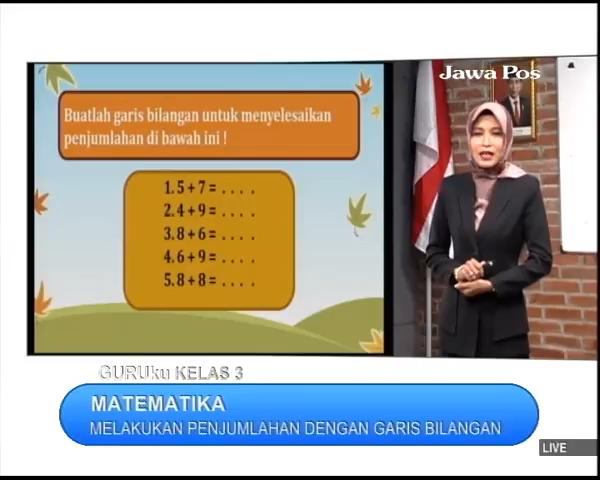 Jawa Pos
Buatlah garis bilangan untuk menyelesaikan
penjumlahan di bawah ini !
1. 5 + 7 = . . . .
2. 4 + 9 = . . . .
3. 8 + 6 = . . . .
4. 6 + 9 = . . . .
5. 8 + 8 = . . . .
GURUku KELAS 3
MATEMATIKA
MELAKUKAN PENJUMLAHAN DENGAN GARIS BILANGAN
LIVE